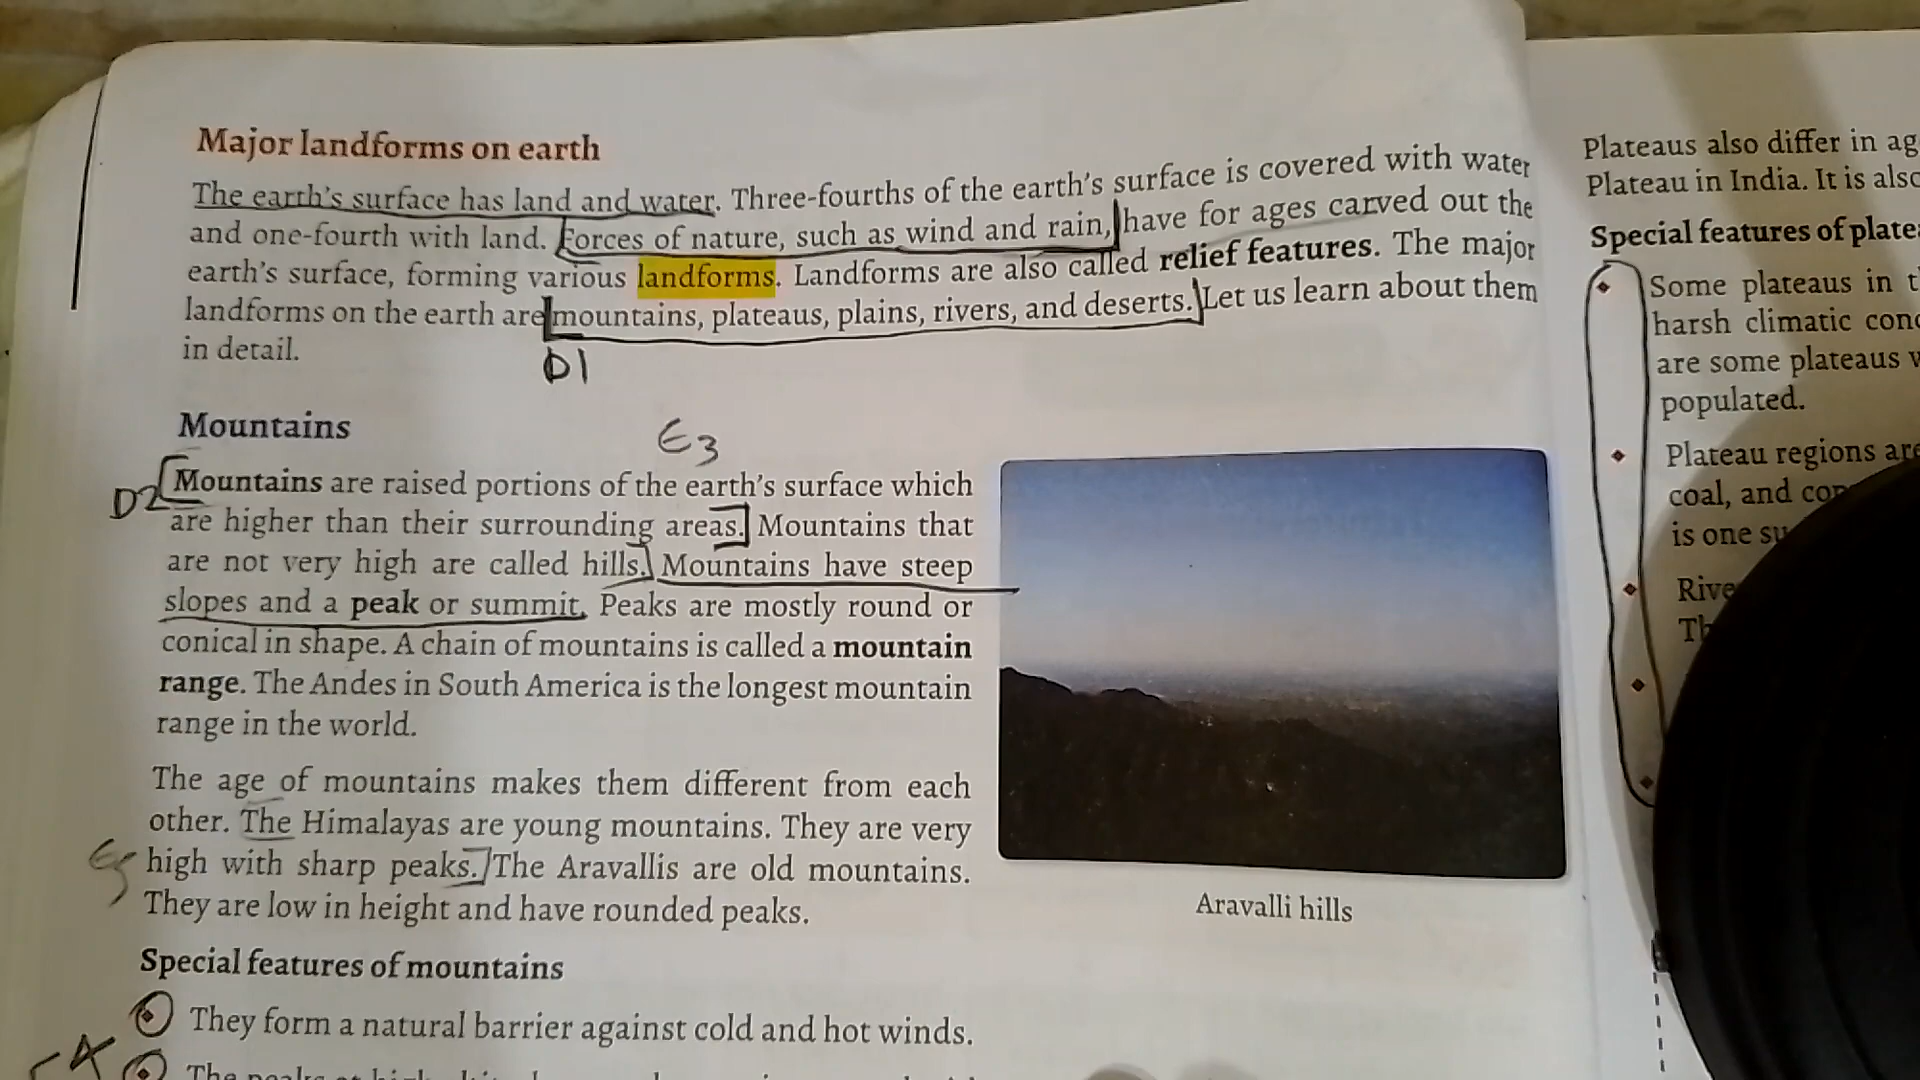 Major landforms on earth
The earth's surface has land and water. Three-fourths of the earth's surface is covered with water
and one-fourth with land. Forces of nature, such as wind and rain, have for ages carved out the
earth's surface, forming various landforms. Landforms are also called relief features. The major
landforms on the earth are mountains, plateaus, plains, rivers, and deserts. Let us learn about them
in detail.
D1
Mountains
E3
D2
Mountains are raised portions of the earth's surface which
are higher than their surrounding areas. Mountains that
are not very high are called hills. Mountains have steep
slopes and a peak or summit. Peaks are mostly round or
conical in shape. A chain of mountains is called a mountain
range. The Andes in South America is the longest mountain
range in the world.
The age of mountains makes them different from each
other. The Himalayas are young mountains. They are very
high with sharp peaks. The Aravallis are old mountains.
They are low in height and have rounded peaks.
Aravalli hills
Special features of mountains
They form a natural barrier against cold and hot winds.
The peaks
Plateaus also differ in ag
Plateau in India. It is also
Special features of plate
Some plateaus in t
harsh climatic con
are some plateaus w
populated.
Plateau regions are
coal, and
is one su
Rive
Th